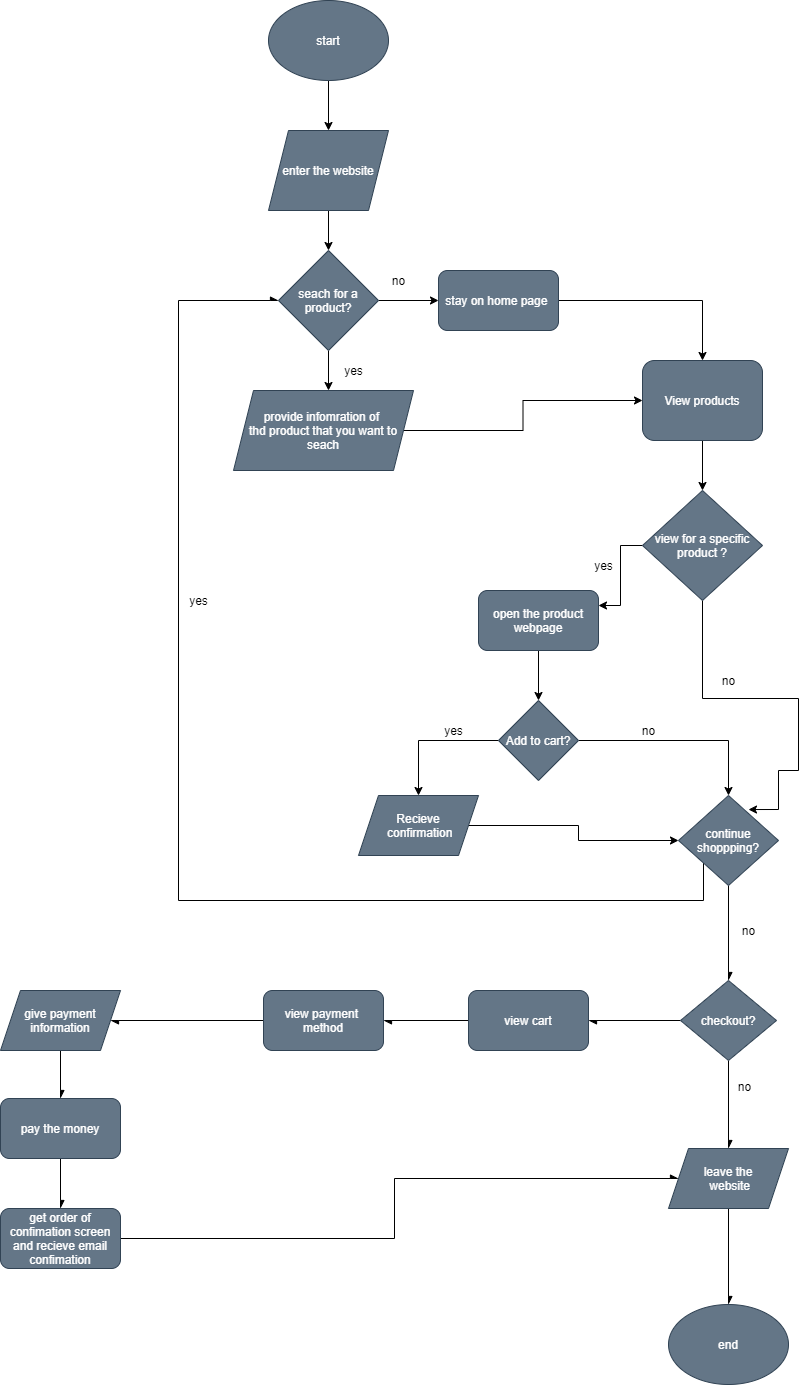 start
enter the website
seach for a
product?
no
stay on home page
yes
provide infomration of
thd product that you want to
seach
View products
view for a specific
product ?
yes
open the product
webpage
yes
no
Add to cart?
yes
no
Recieve
confirmation
continue
shoppping?
no
give payment
information
view payment
method
view cart
checkout?
no
pay the money
leave the
website
get order of
confimation screen
and recieve email
confimation
end